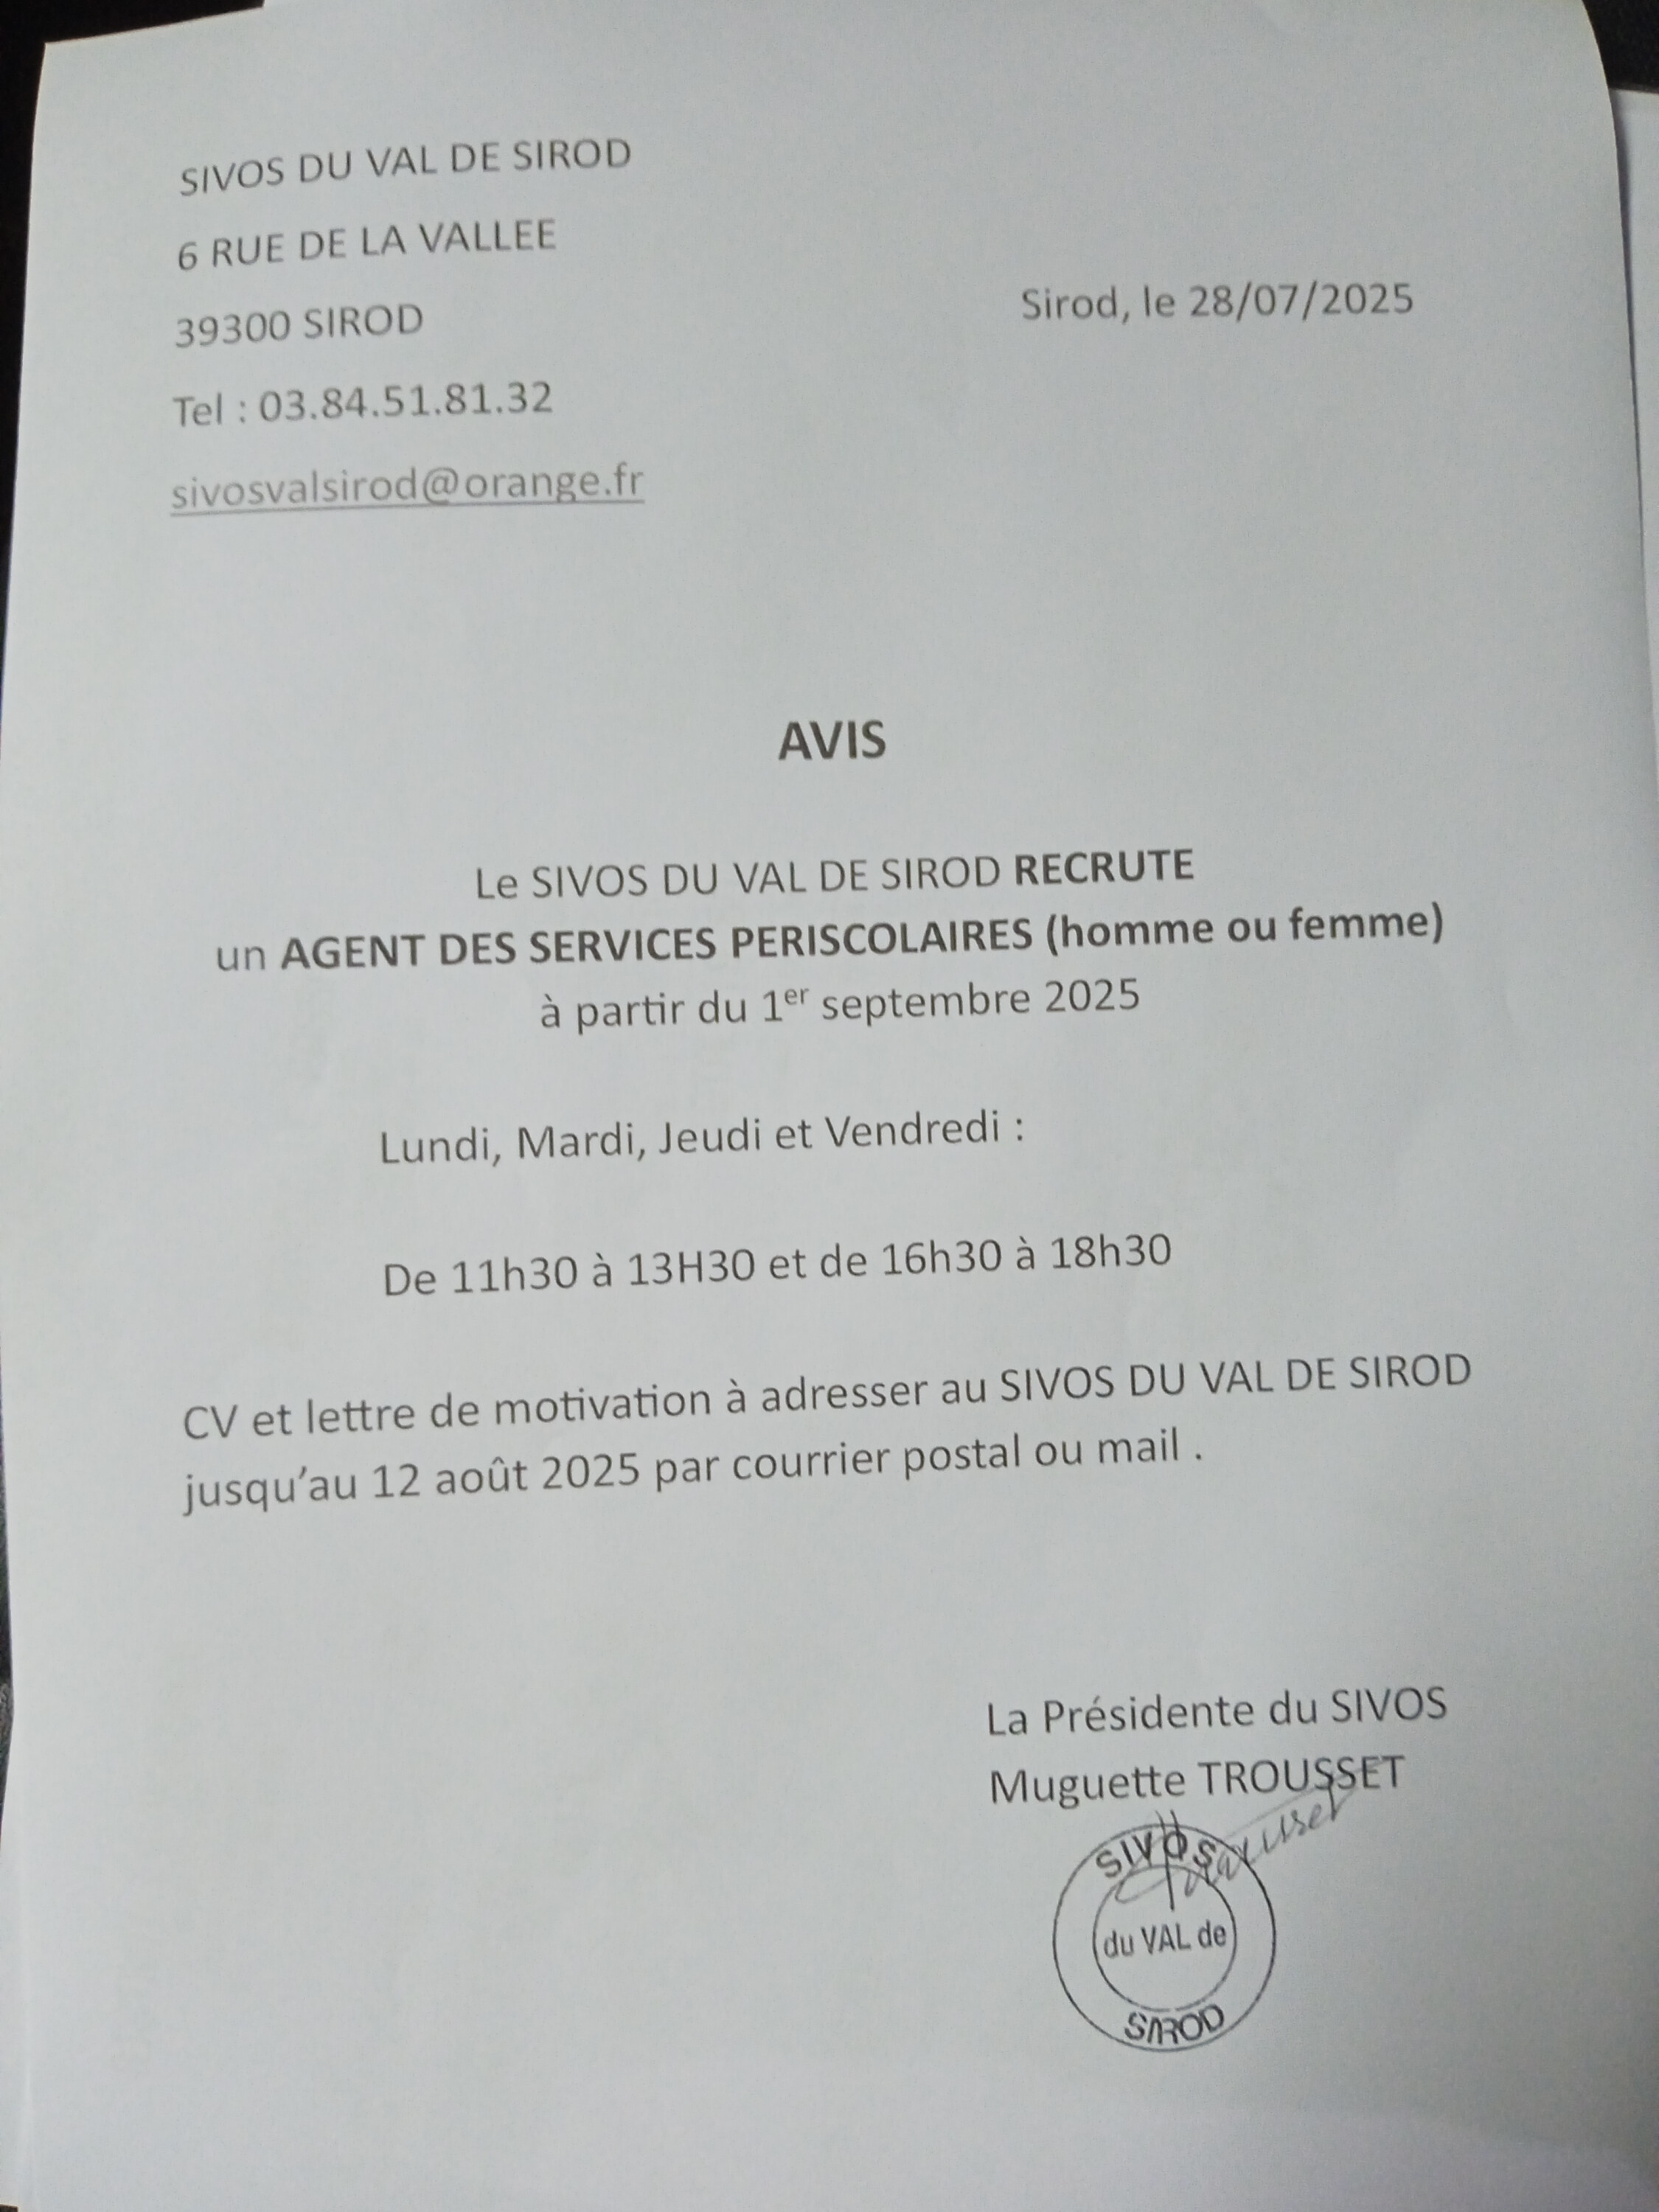 SIVOS DU VAL DE SIROD
6 RUE DE LA VALLEE
39300 SIROD
Sirod, le 28/07/2025
Tel : 03.84.51.81.32
sivosvalsirod@orange.fr
AVIS
Le SIVOS DU VAL DE SIROD RECRUTE
un AGENT DES SERVICES PERISCOLAIRES (homme ou femme)
à partir du 1er septembre 2025
Lundi, Mardi, Jeudi et Vendredi :
De 11h30 à 13H30 et de 16h30 à 18h30
CV et lettre de motivation à adresser au SIVOS DU VAL DE SIROD
jusqu’au 12 août 2025 par courrier postal ou mail .
La Présidente du SIVOS
Muguette TROUSSET
SIVOS
du VAL de
SIROD